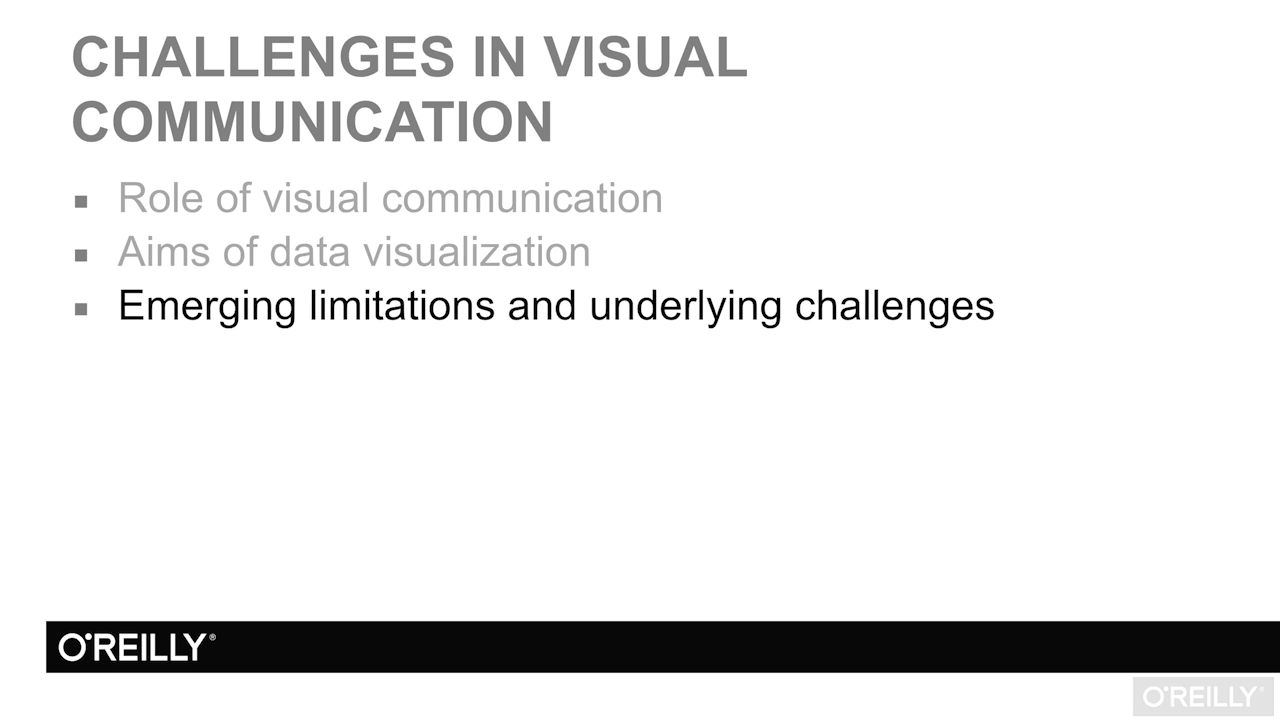 CHALLENGES IN VISUAL
COMMUNICATION
▪ Role of visual communication
▪ Aims of data visualization
▪ Emerging limitations and underlying challenges
O'REILLY®
O'REILLY®